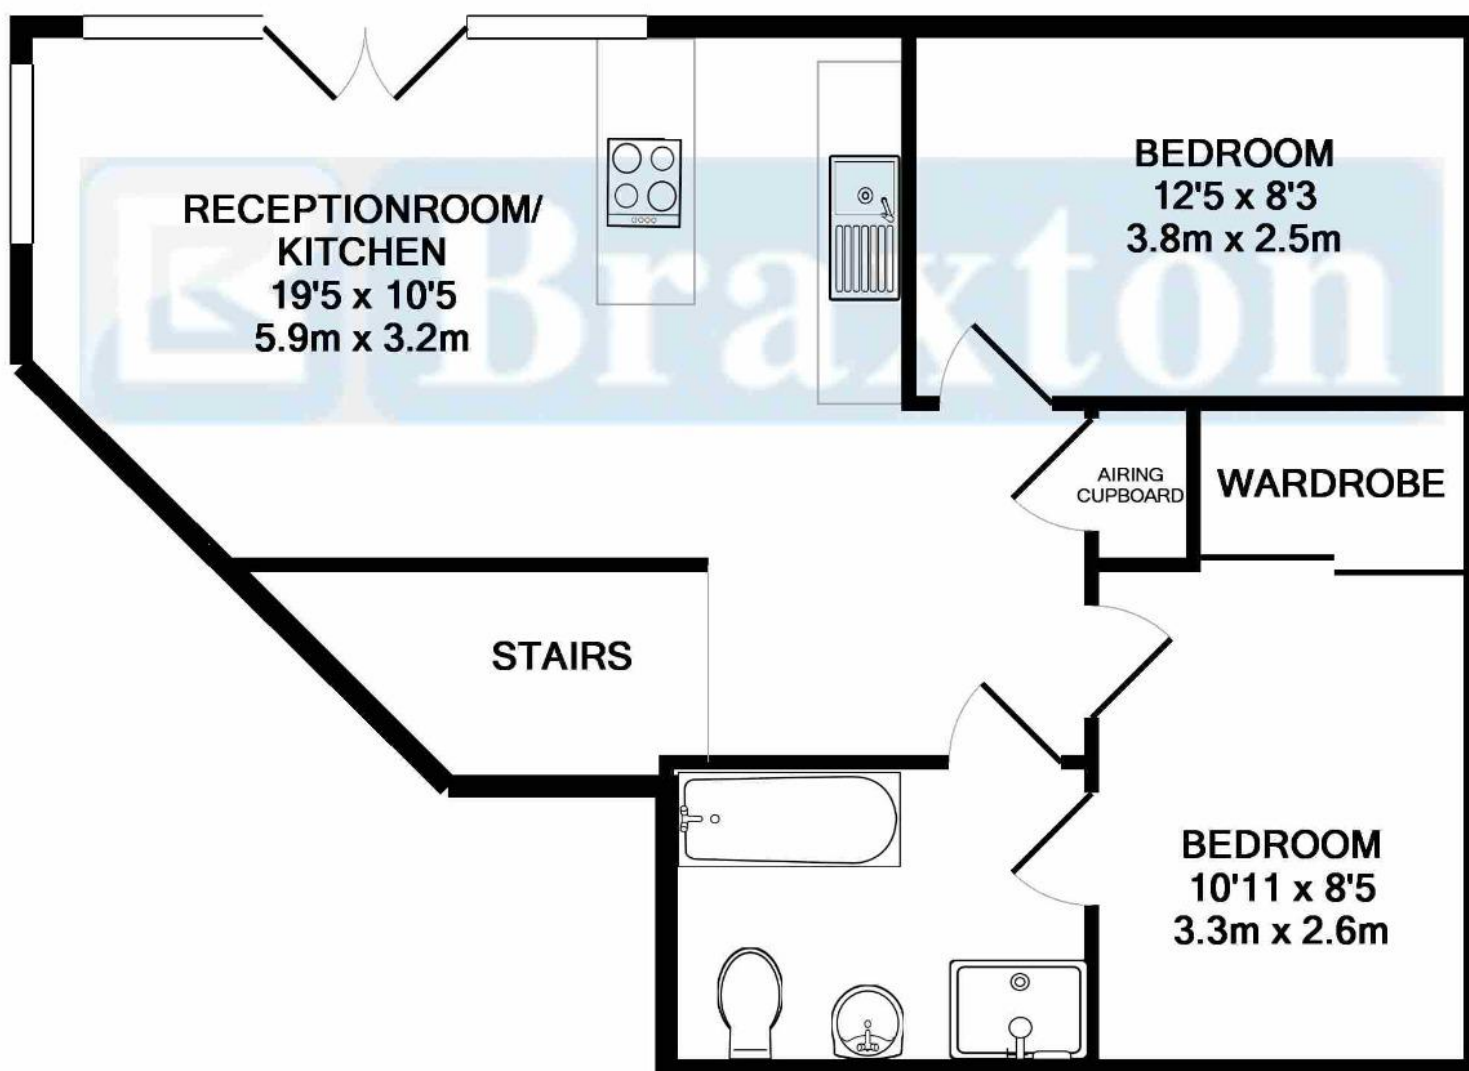 RECEPTIONROOM/
KITCHEN
19'5 x 10'5
5.9m x 3.2m
BEDROOM
12'5 x 8'3
3.8m x 2.5m
Braxton
AIRING
CUPBOARD
WARDROBE
STAIRS
BEDROOM
10'11 x 8'5
3.3m x 2.6m